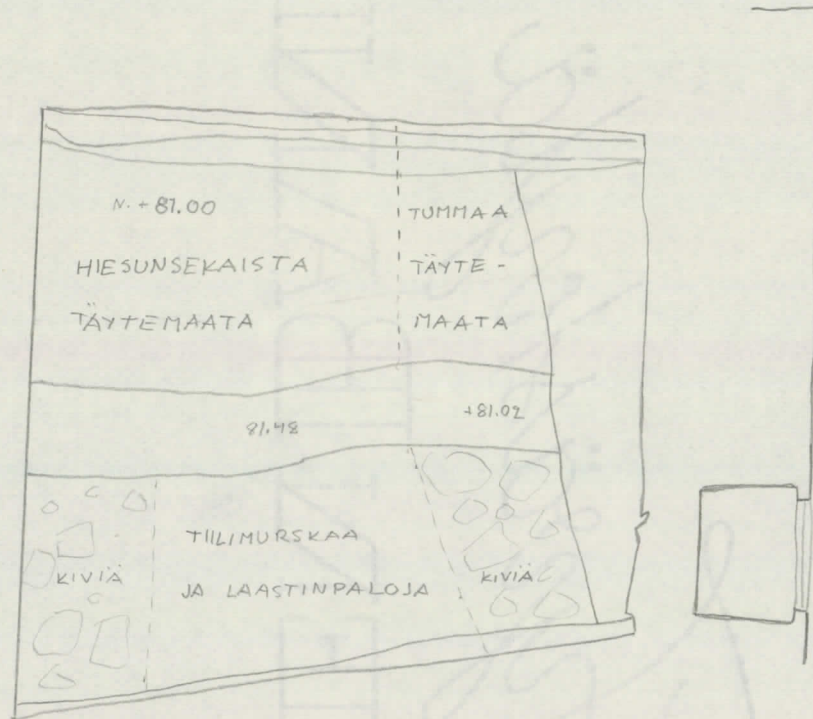 N. + 81.00
HIESUNSEKAISTA
TÄYTEMAATA
TUMMAA
TÄYTE-
MAATA
81.48
+81.02
KIVIÄ
TIILIMURSKAA
JA LAASTINPALOJA
KIVIÄ